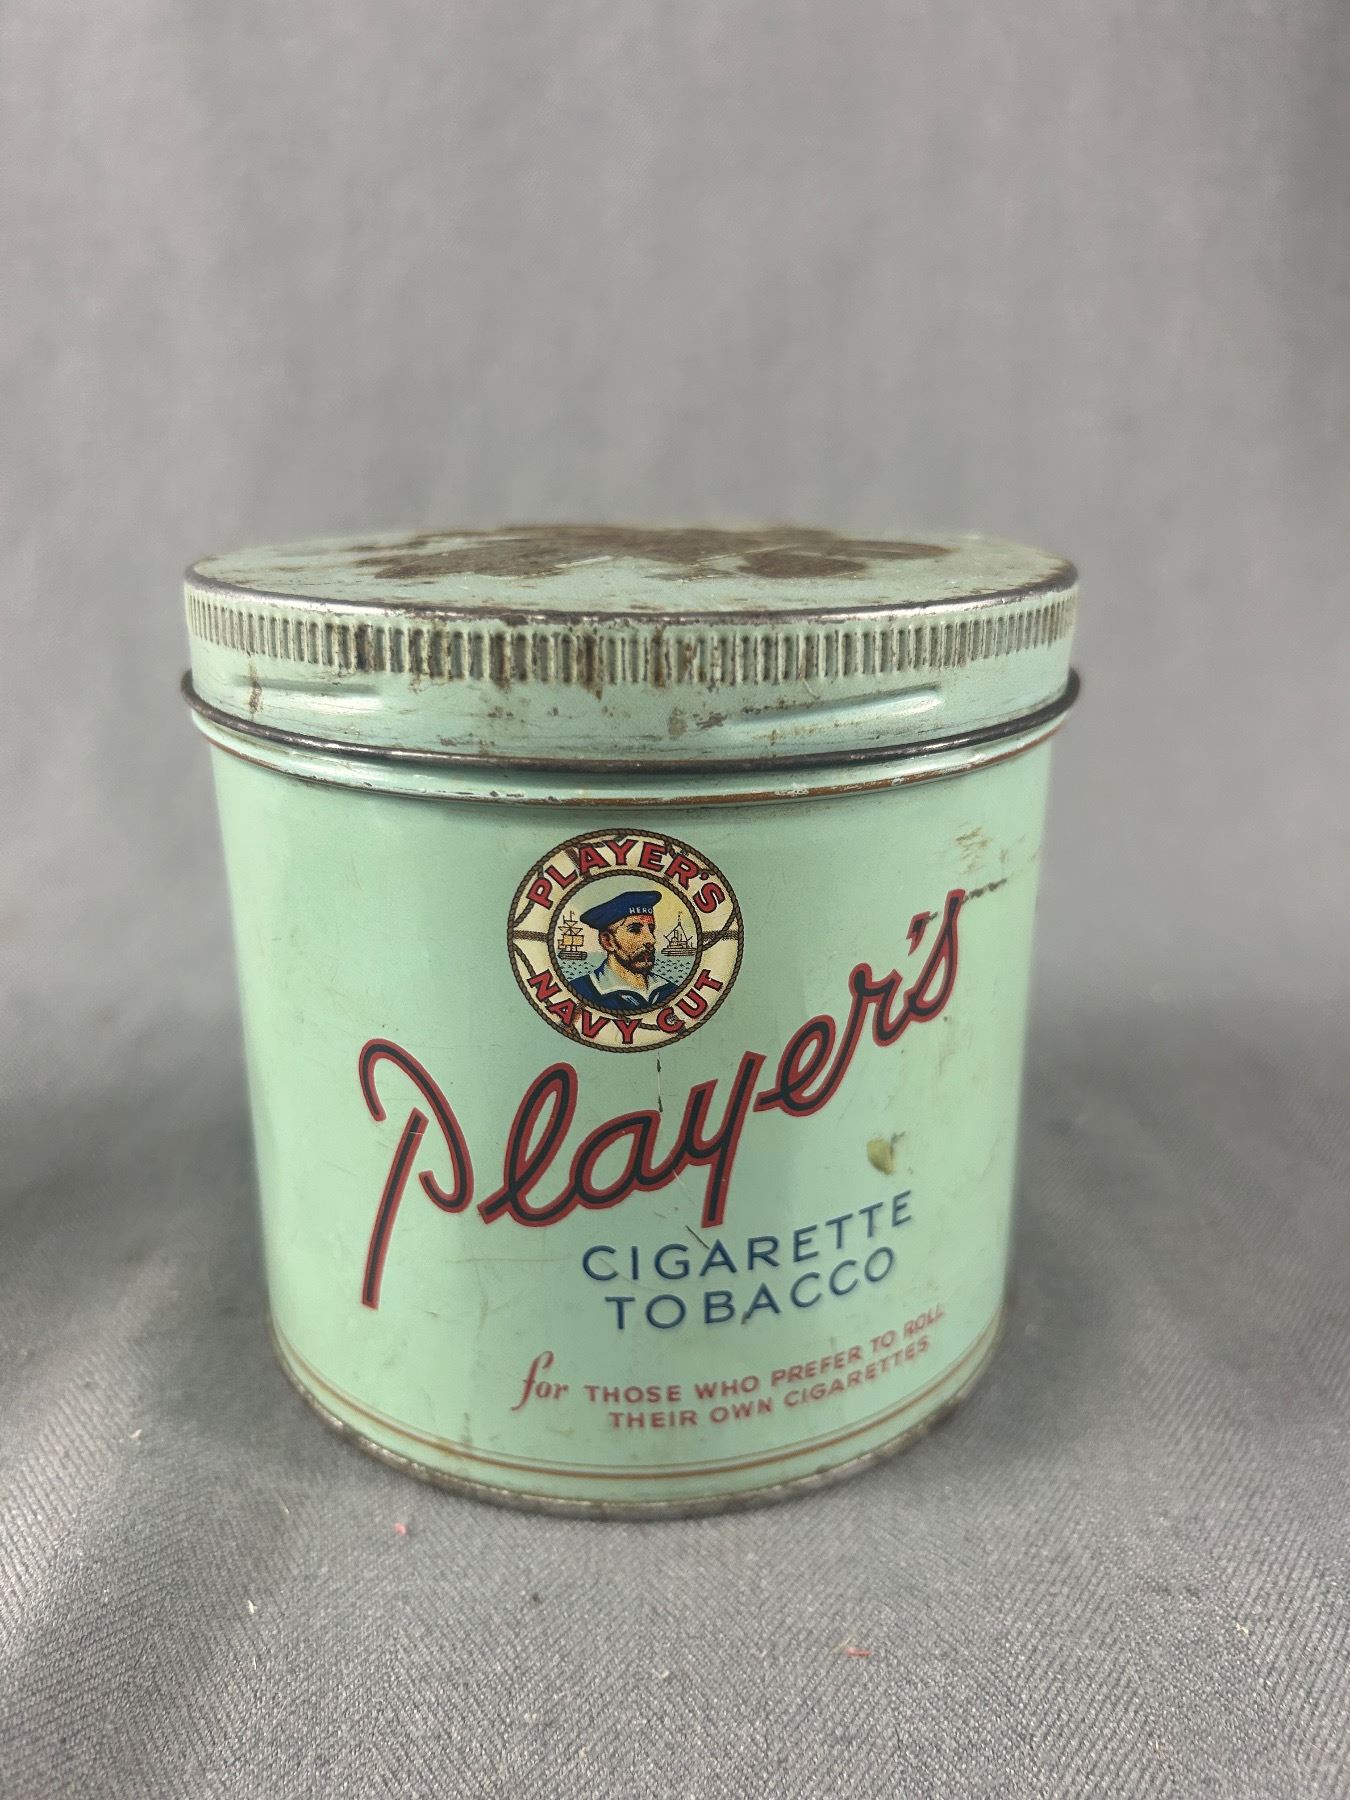 PLAYER'S
HERO
NAVY CUT
Player's
CIGARETTE
TOBACCO
for THOSE WHO PREFER TO ROLL
THEIR OWN CIGARETTES